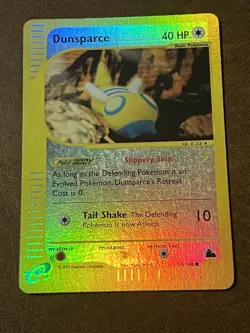 Dunsparce 40 HP
Basic Pokémon
Poké-BODY Slippery Skin
As long as the Defending Pokémon is an
Evolved Pokémon, Dunsparce's Retreat
Cost is 0.
Tail Shake The Defending 10
Pokémon is now Asleep.
weakness resistance retreat cost